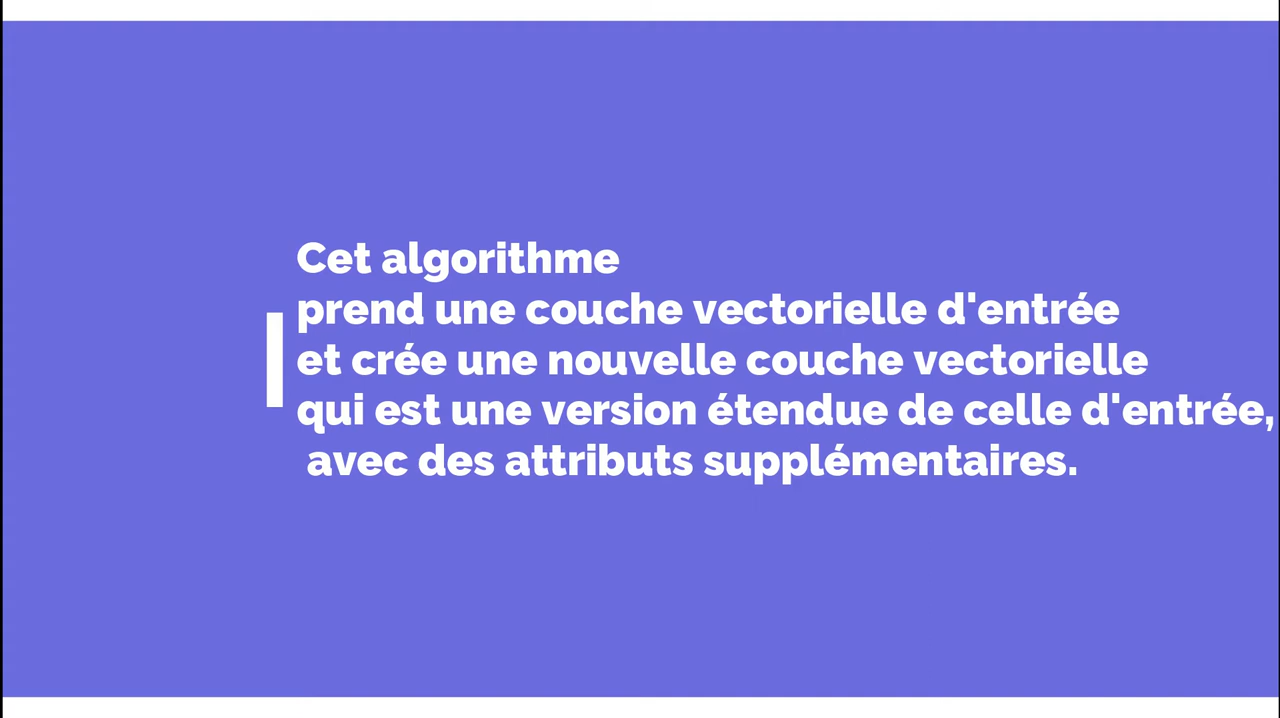 Cet algorithme
prend une couche vectorielle d'entrée
et crée une nouvelle couche vectorielle
qui est une version étendue de celle d'entrée,
avec des attributs supplémentaires.